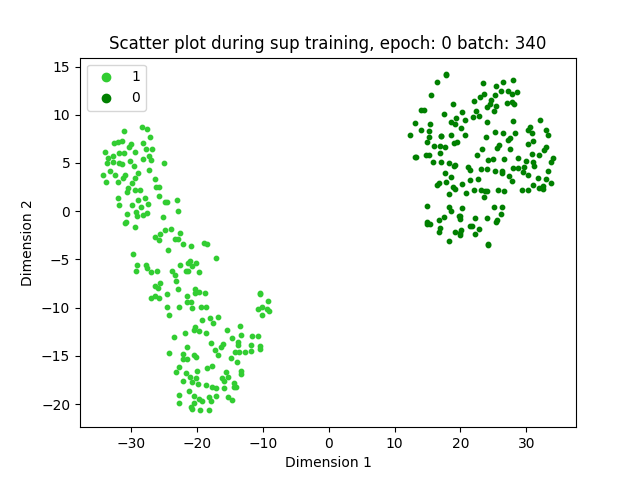 Scatter plot during sup training, epoch: 0 batch: 340
1
0
15
10
5
0
−5
−10
−15
−20
Dimension 2
−30 −20 −10 0 10 20 30
Dimension 1